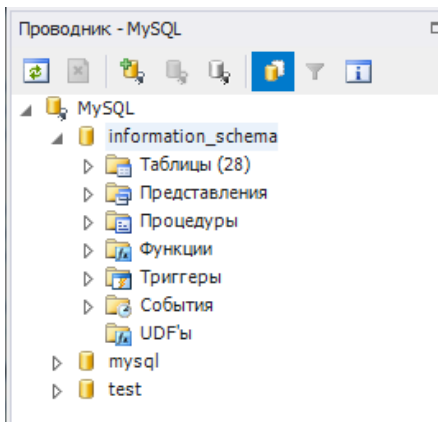 Проводник - MySQL
MySQL
information_schema
Таблицы (28)
Представления
Процедуры
Функции
Триггеры
События
UDF'ы
mysql
test